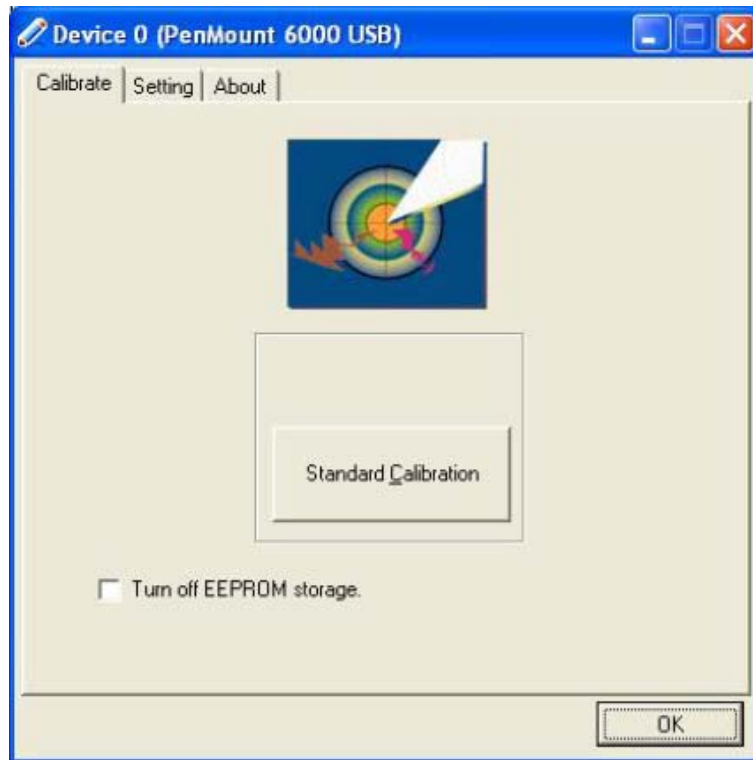 Device 0 (PenMount 6000 USB)
Calibrate Setting About
Standard Calibration
Turn off EEPROM storage.
OK